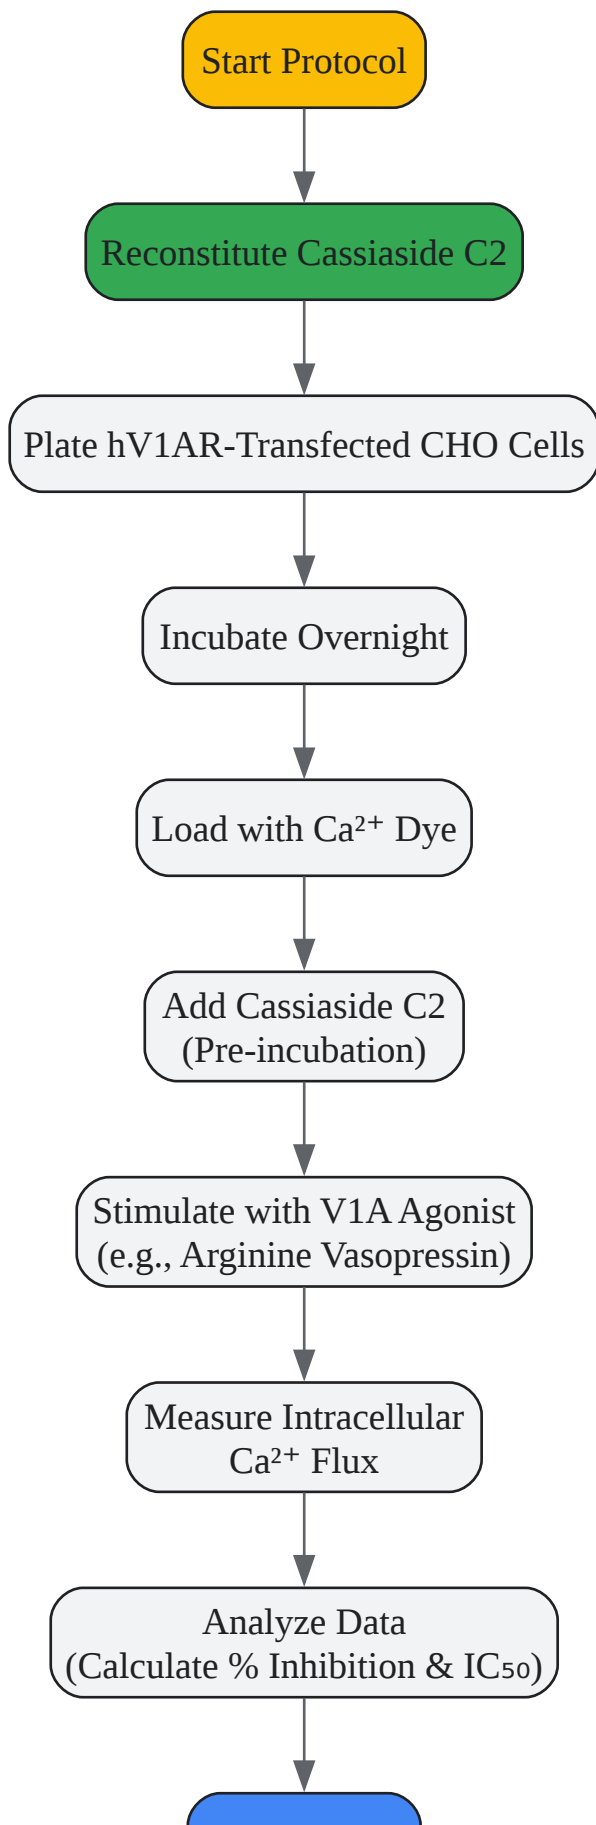 Start Protocol
Reconstitute Cassiaside C2
Plate hV1AR-Transfected CHO Cells
Incubate Overnight
Load with Ca²⁺ Dye
Add Cassiaside C2
(Pre-incubation)
Stimulate with V1A Agonist
(e.g., Arginine Vasopressin)
Measure Intracellular
Ca²⁺ Flux
Analyze Data
(Calculate % Inhibition & IC₅₀)